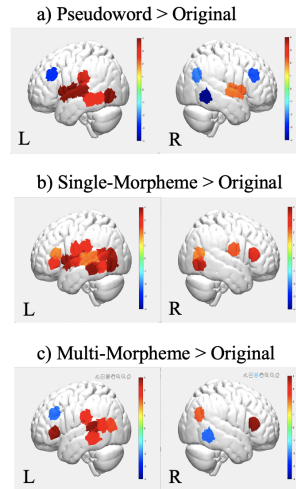 a) Pseudoword > Original
L
R
b) Single-Morpheme > Original
L
R
c) Multi-Morpheme > Original
L
R